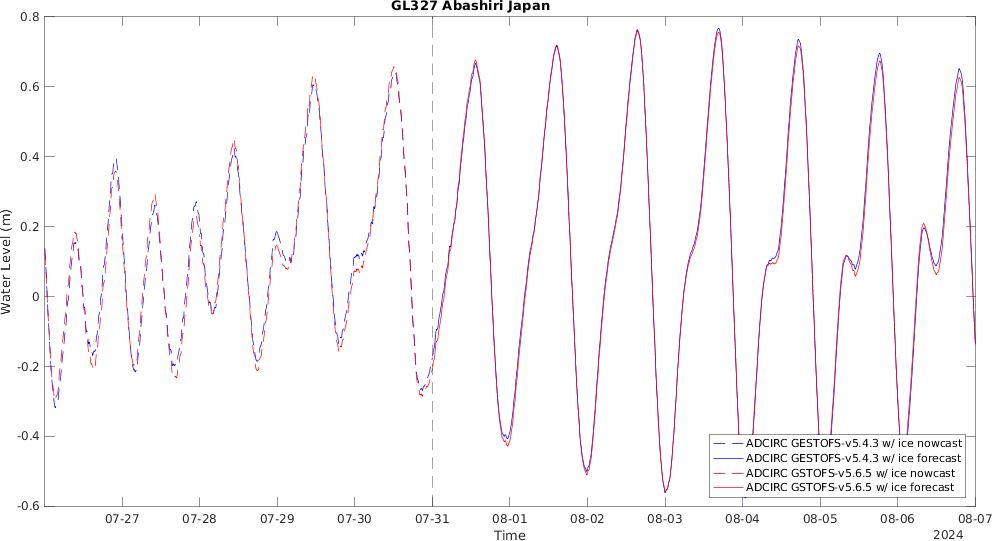 GL327 Abashiri Japan
0.8
0.6
0.4
0.2
0
-0.2
-0.4
-0.6
Water Level (m)
ADCIRC GESTOFS-v5.4.3 w/ ice nowcast
ADCIRC GESTOFS-v5.4.3 w/ ice forecast
ADCIRC GSTOFS-v5.6.5 w/ ice nowcast
ADCIRC GSTOFS-v5.6.5 w/ ice forecast
07-27 07-28 07-29 07-30 07-31 08-01 08-02 08-03 08-04 08-05 08-06 08-07
Time
2024